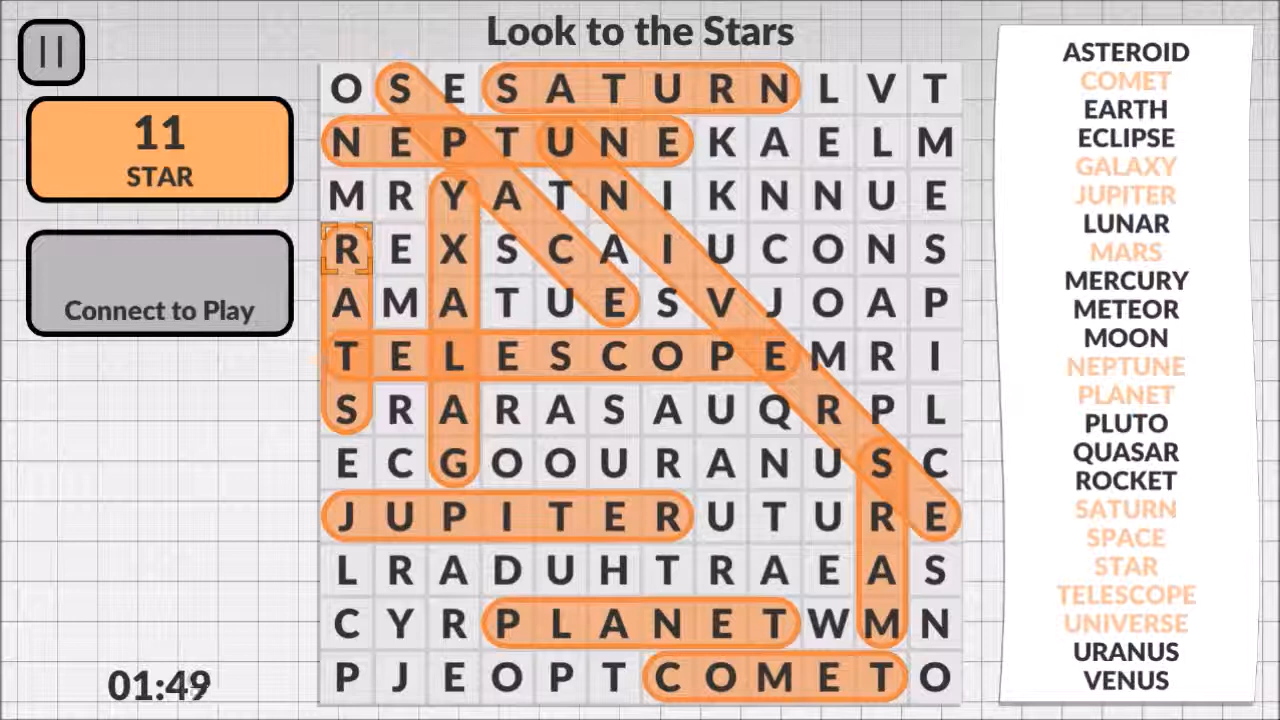 Look to the Stars
11
STAR
Connect to Play
01:49
O S E S A T U R N L V T
N E P T U N E K A E L M
M R Y A T N I K N N U E
R E X S C A I U C O N S
A M A T U E S V J O A P
T E L E S C O P E M R I
S R A R A S A U Q R P L
E C G O O U R A N U S C
J U P I T E R U T U R E
L R A D U H T R A E A S
C Y R P L A N E T W M N
P J E O P T C O M E T O
ASTEROID
COMET
EARTH
ECLIPSE
GALAXY
JUPITER
LUNAR
MARS
MERCURY
METEOR
MOON
NEPTUNE
PLANET
PLUTO
QUASAR
ROCKET
SATURN
SPACE
STAR
TELESCOPE
UNIVERSE
URANUS
VENUS